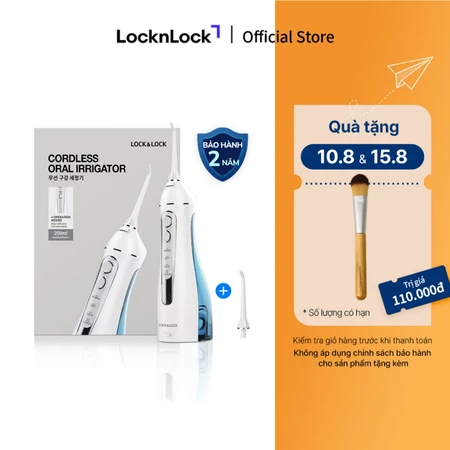 LocknLock | Official Store
LOCK&LOCK
CORDLESS
ORAL IRRIGATOR
무선 구강 세정기
200ml
BẢO HÀNH
2
NĂM
LOCK&LOCK
+
Quà tặng
10.8 & 15.8
Trị giá
110.000đ
* Số lượng có hạn
Kiểm tra giỏ hàng trước khi thanh toán
Không áp dụng chính sách bảo hành
cho sản phẩm tặng kèm